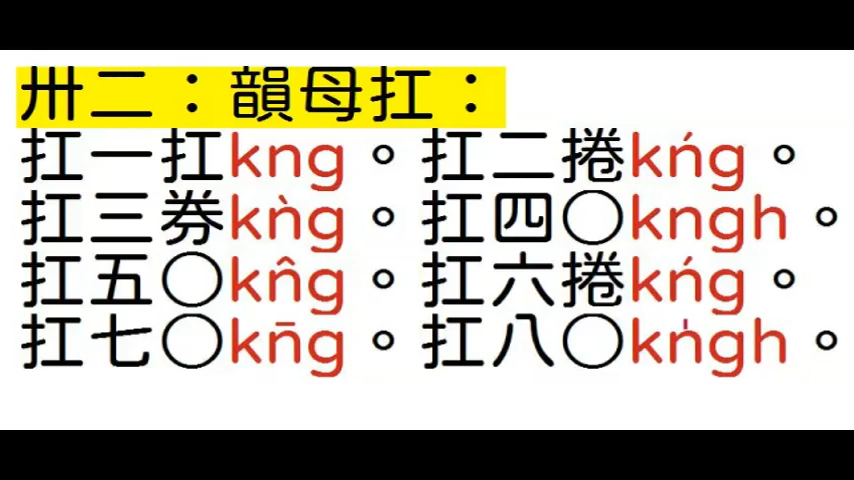 卅二：韻母扛：
扛一扛kng。扛二捲kńg。
扛三券kǹg。扛四〇kngh。
扛五〇kn̂g。扛六捲kńg。
扛七〇kn̄g。扛八〇kn̍gh。